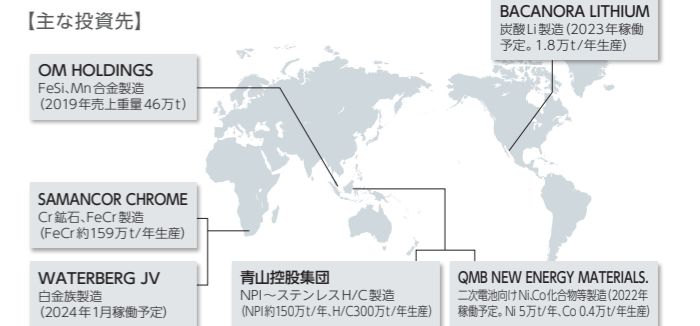 【主な投資先】
BACANORA LITHIUM
炭酸Li製造(2023年稼働
予定。1.8万t/年生産)
OM HOLDINGS
FeSi、Mn合金製造
(2019年売上重量46万t)
SAMANCOR CHROME
Cr鉱石、FeCr製造
(FeCr約159万t/年生産)
WATERBERG JV
白金族製造
(2024年1月稼働予定)
青山控股集団
NPI~ステンレスH/C製造
(NPI約150万t/年、H/C300万t/年生産)
QMB NEW ENERGY MATERIALS.
二次電池向けNi,Co化合物等製造(2022年
稼働予定。Ni 5万t/年、Co 0.4万t/年生産)